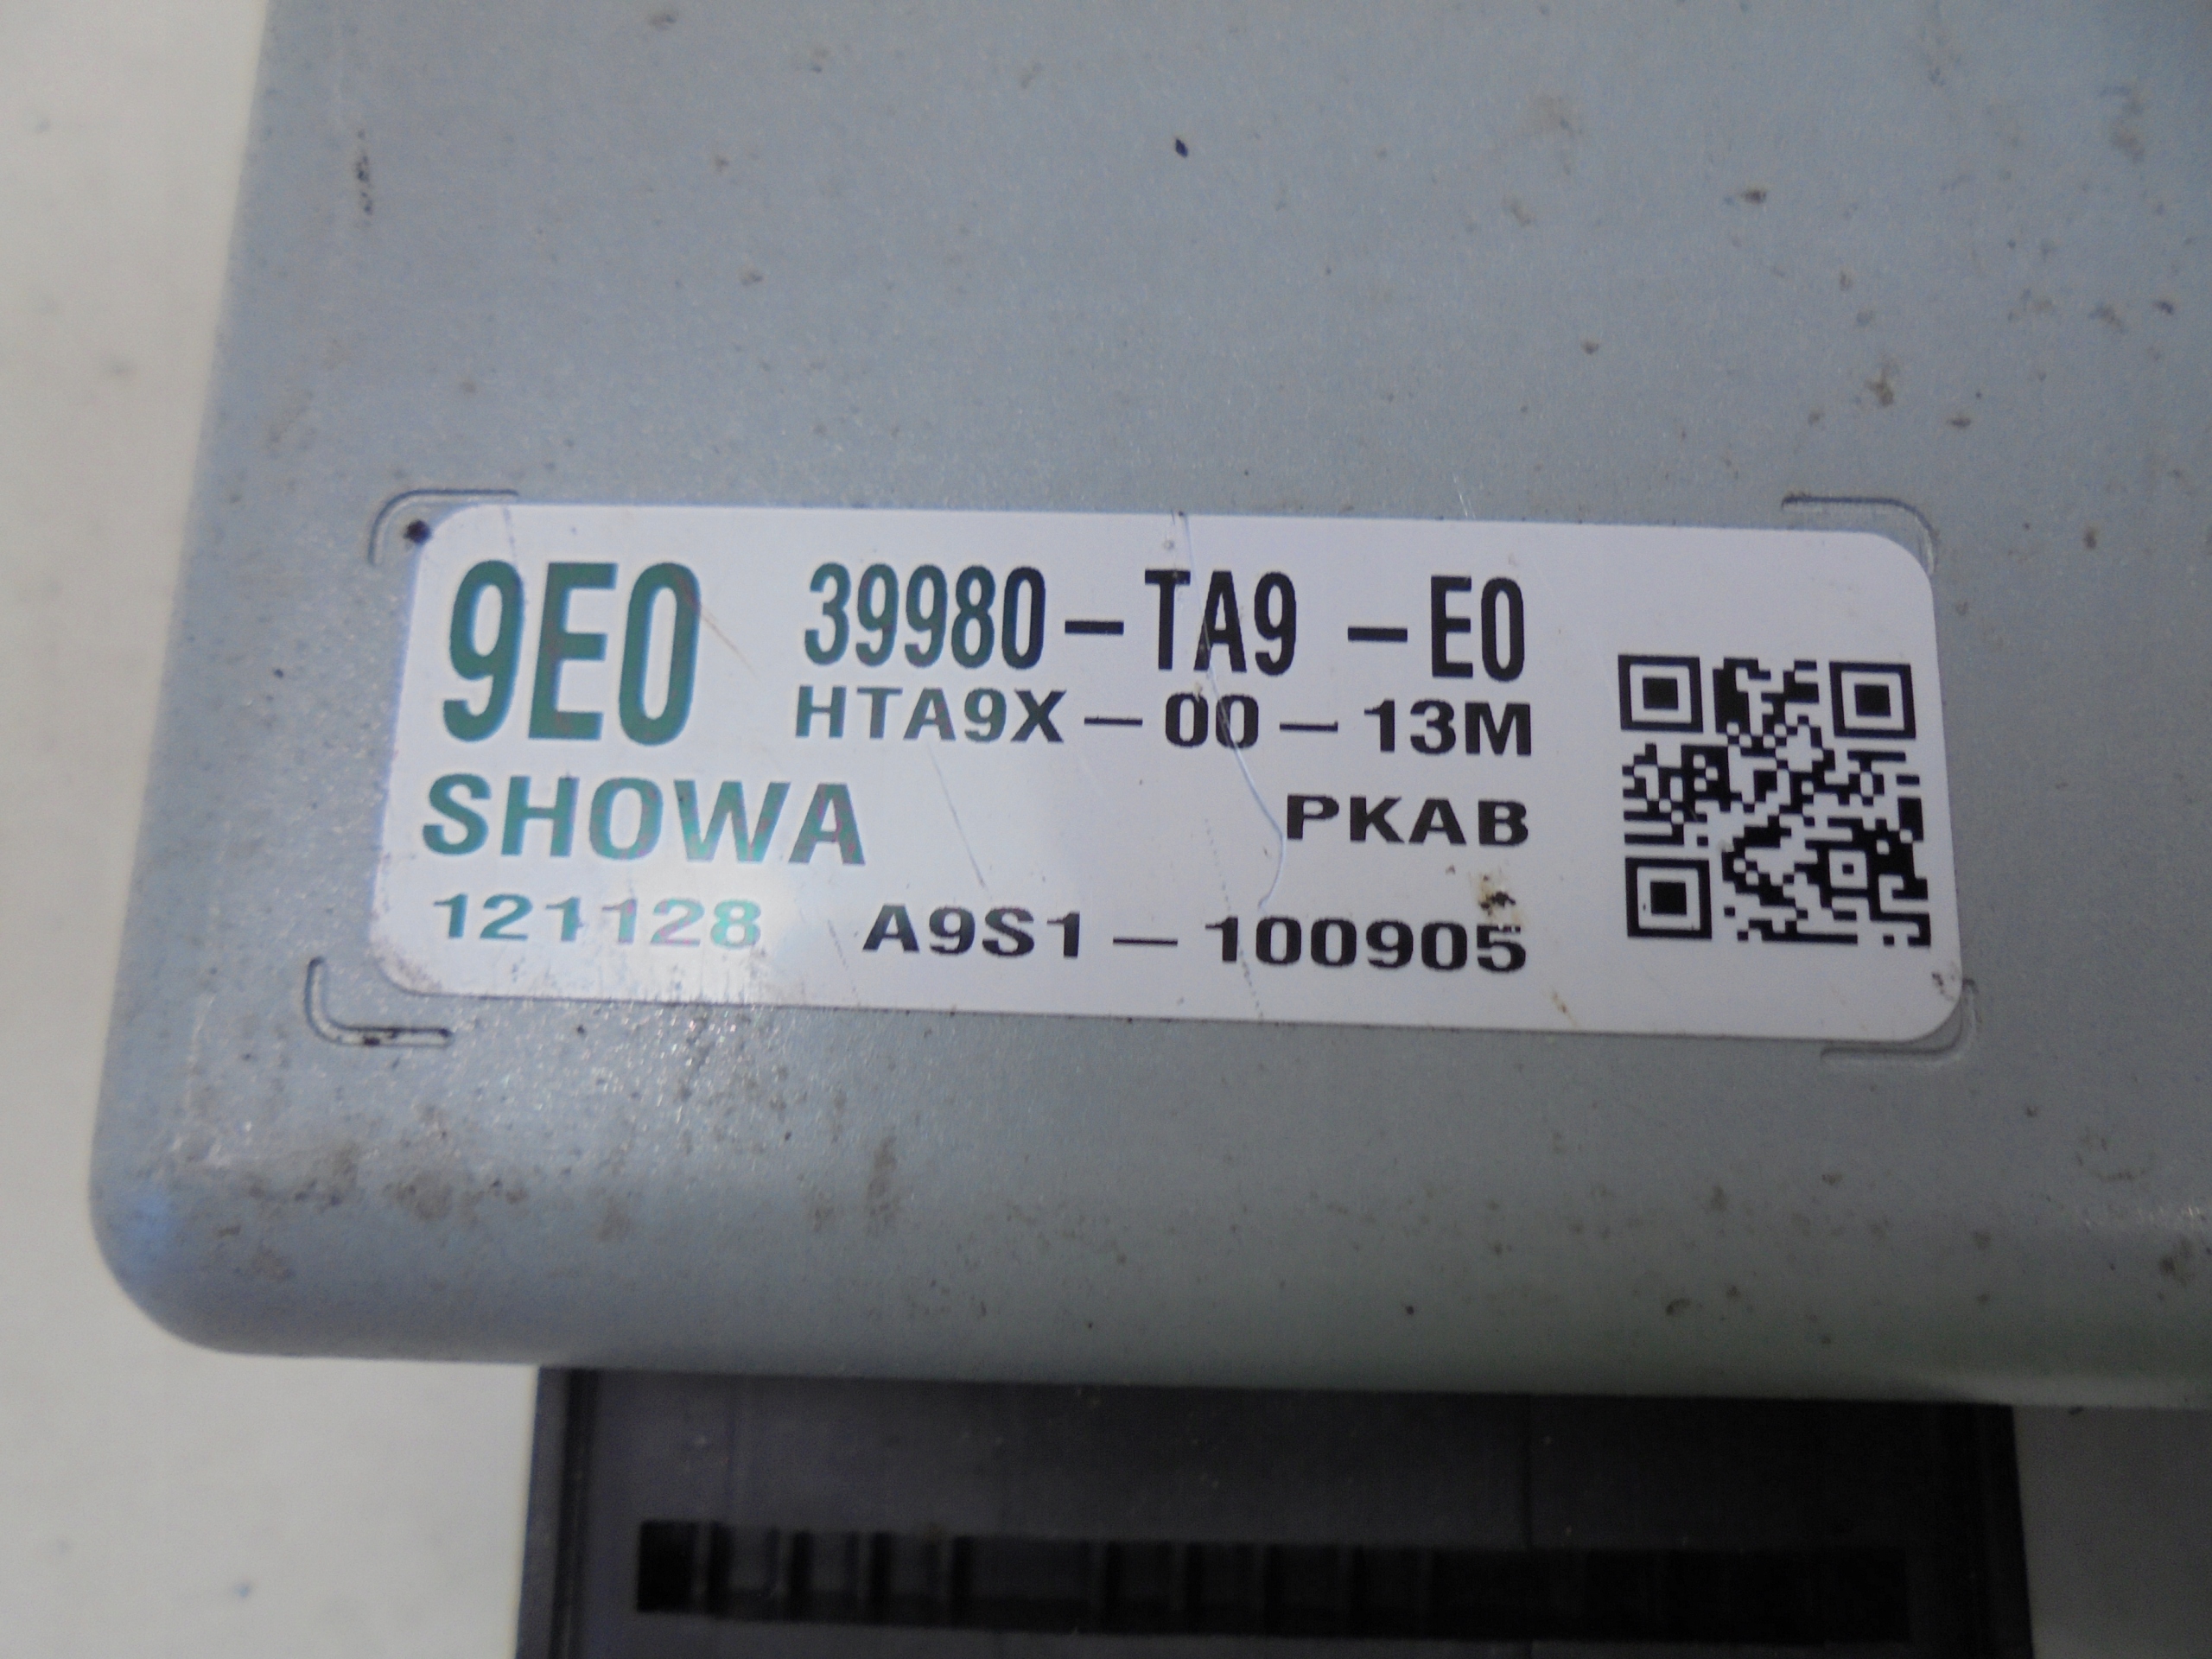 9E0 39980-TA9 -E0
HTA9X-00-13M
SHOWA PKAB
121128 A9S1-100905